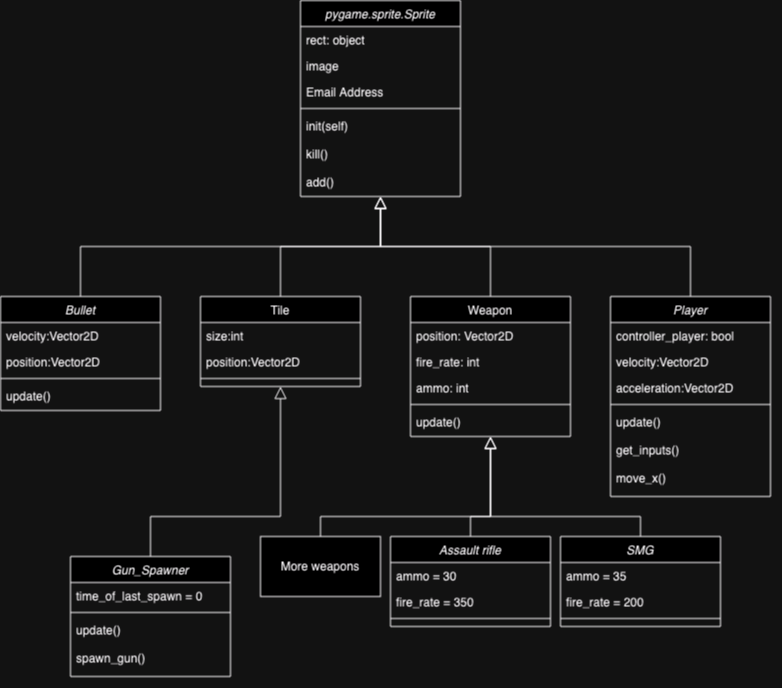 pygame.sprite.Sprite
rect: object
image
Email Address
init(self)
kill()
add()
Bullet
velocity:Vector2D
position:Vector2D
update()
Tile
size:int
position:Vector2D
Weapon
position: Vector2D
fire_rate: int
ammo: int
update()
Player
controller_player: bool
velocity:Vector2D
acceleration:Vector2D
update()
get_inputs()
move_x()
Gun_Spawner
time_of_last_spawn = 0
update()
spawn_gun()
More weapons
Assault rifle
ammo = 30
fire_rate = 350
SMG
ammo = 35
fire_rate = 200